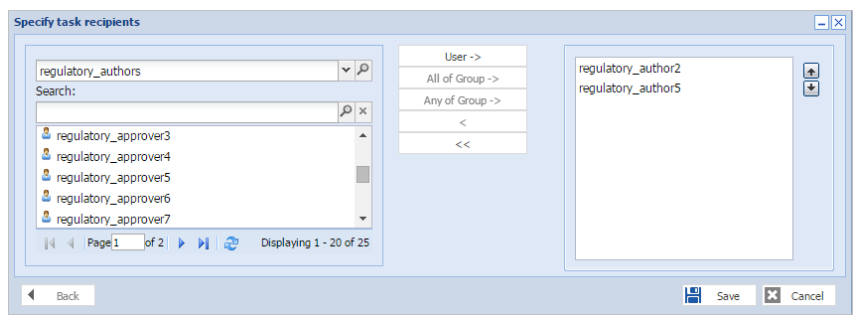 Specify task recipients
regulatory_authors
Search:
regulatory_approver3
regulatory_approver4
regulatory_approver5
regulatory_approver6
regulatory_approver7
Page 1 of 2 Displaying 1 - 20 of 25
User ->
All of Group ->
Any of Group ->
<
<<
regulatory_author2
regulatory_author5
Back Save Cancel